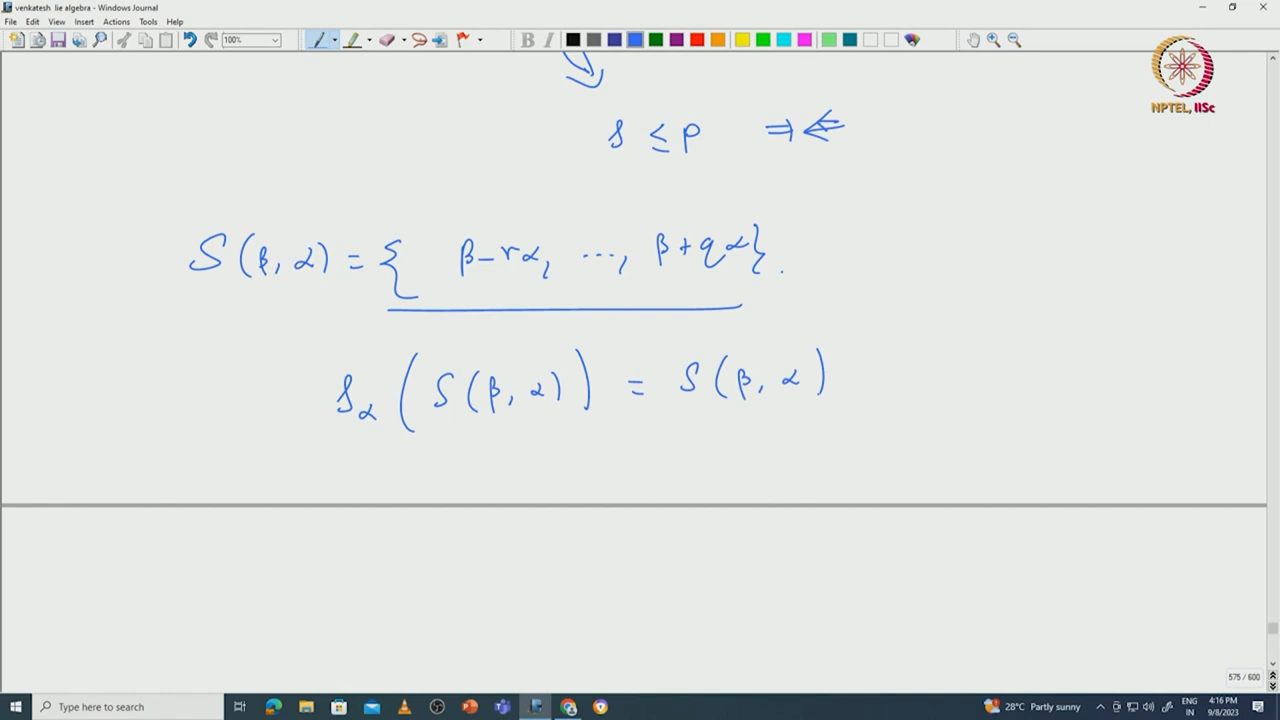 venkatesh lie algebra - Windows Journal
File Edit View Insert Actions Tools Help
100% B I
NPTEL, IISc
s ≤ p ⇒⇐
S(β, α) = { β-rα, ..., β+qα}.
s_α (S(β, α)) = S(β, α)
575 / 600
Type here to search
28°C Partly sunny
ENG
IN
4:16 PM
9/8/2023